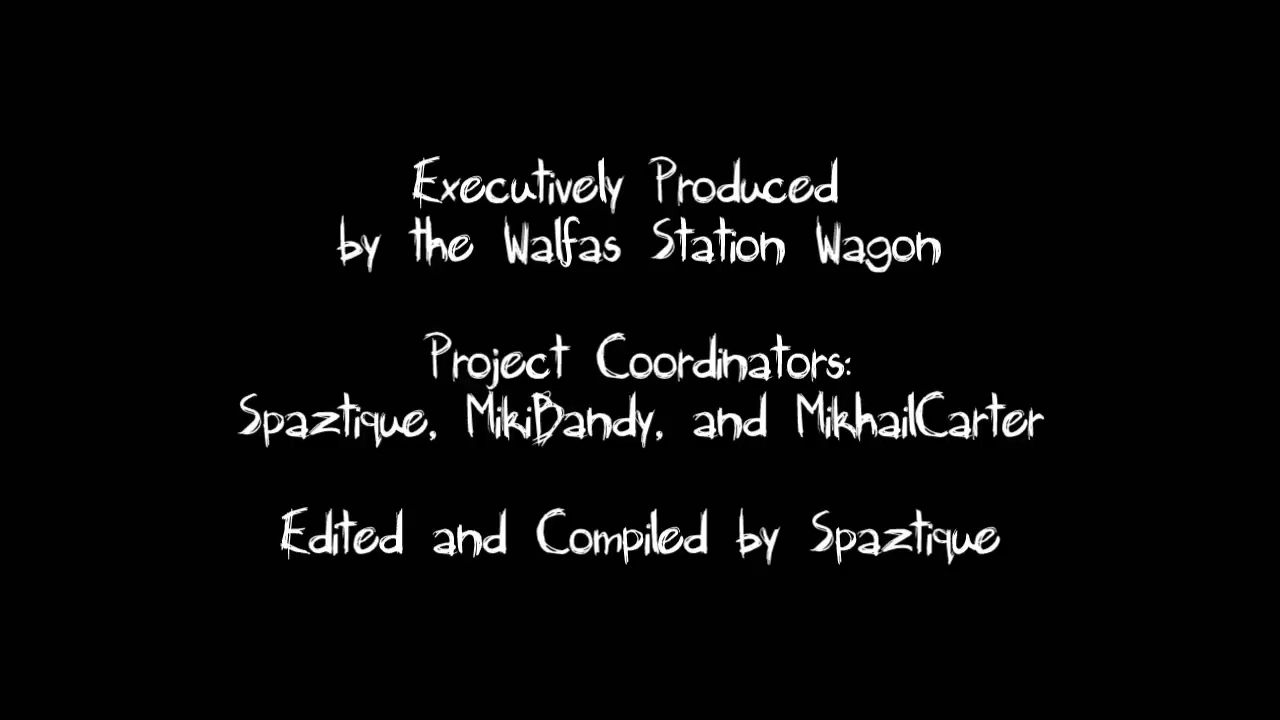 Executively Produced
by the Walfas Station Wagon
Project Coordinators:
Spaztique, MikiBandy, and MikhailCarter
Edited and Compiled by Spaztique